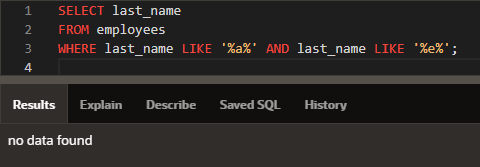 1 SELECT last_name
2 FROM employees
3 WHERE last_name LIKE '%a%' AND last_name LIKE '%e%';
4
Results Explain Describe Saved SQL History
no data found